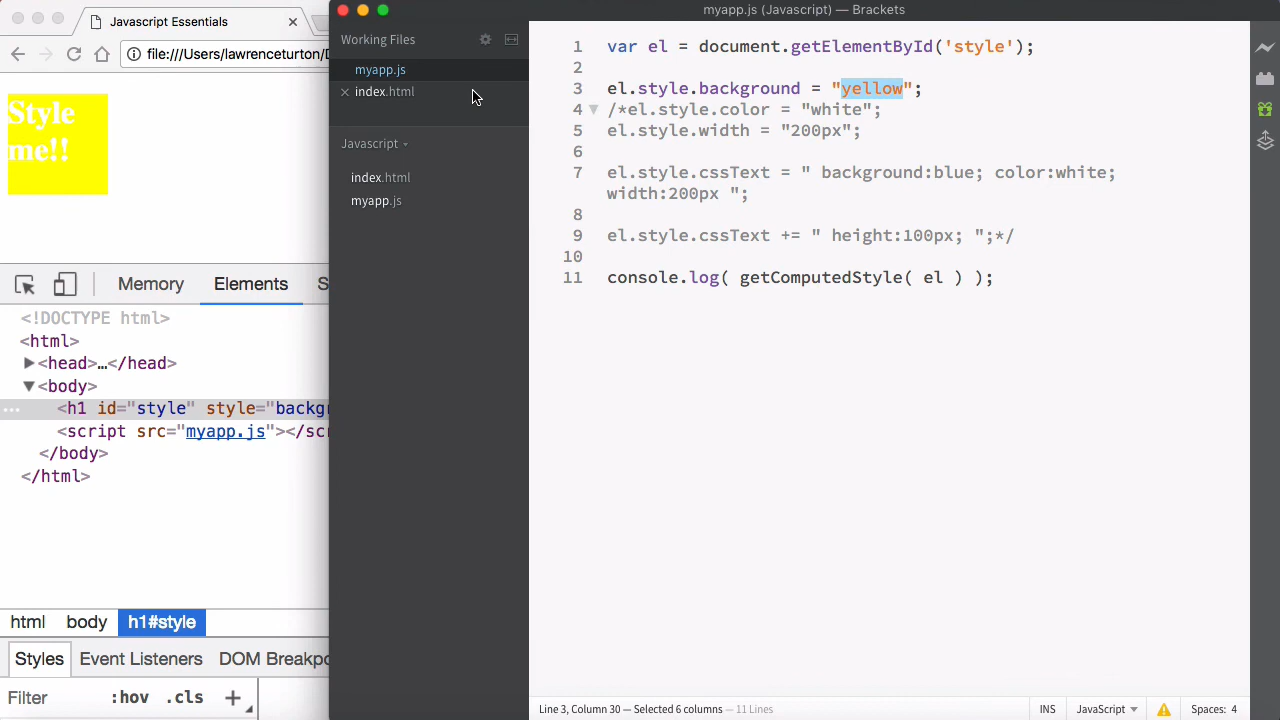 Javascript Essentials
file:///Users/lawrenceturton/
Style
me!!
Memory
Elements
<!DOCTYPE html>
<html>
<head>…</head>
<body>
<h1 id="style" style="backgr
<script src="myapp.js"></scr
</body>
</html>
html body h1#style
Styles Event Listeners DOM Breakpo
Filter :hov .cls +
myapp.js (Javascript) — Brackets
Working Files
myapp.js
index.html
Javascript
index.html
myapp.js
1 var el = document.getElementById('style');
2
3 el.style.background = "yellow";
4 /*el.style.color = "white";
5 el.style.width = "200px";
6
7 el.style.cssText = " background:blue; color:white;
width:200px ";
8
9 el.style.cssText += " height:100px; ";*/
10
11 console.log( getComputedStyle( el ) );
Line 3, Column 30 — Selected 6 columns — 11 Lines
INS JavaScript Spaces: 4